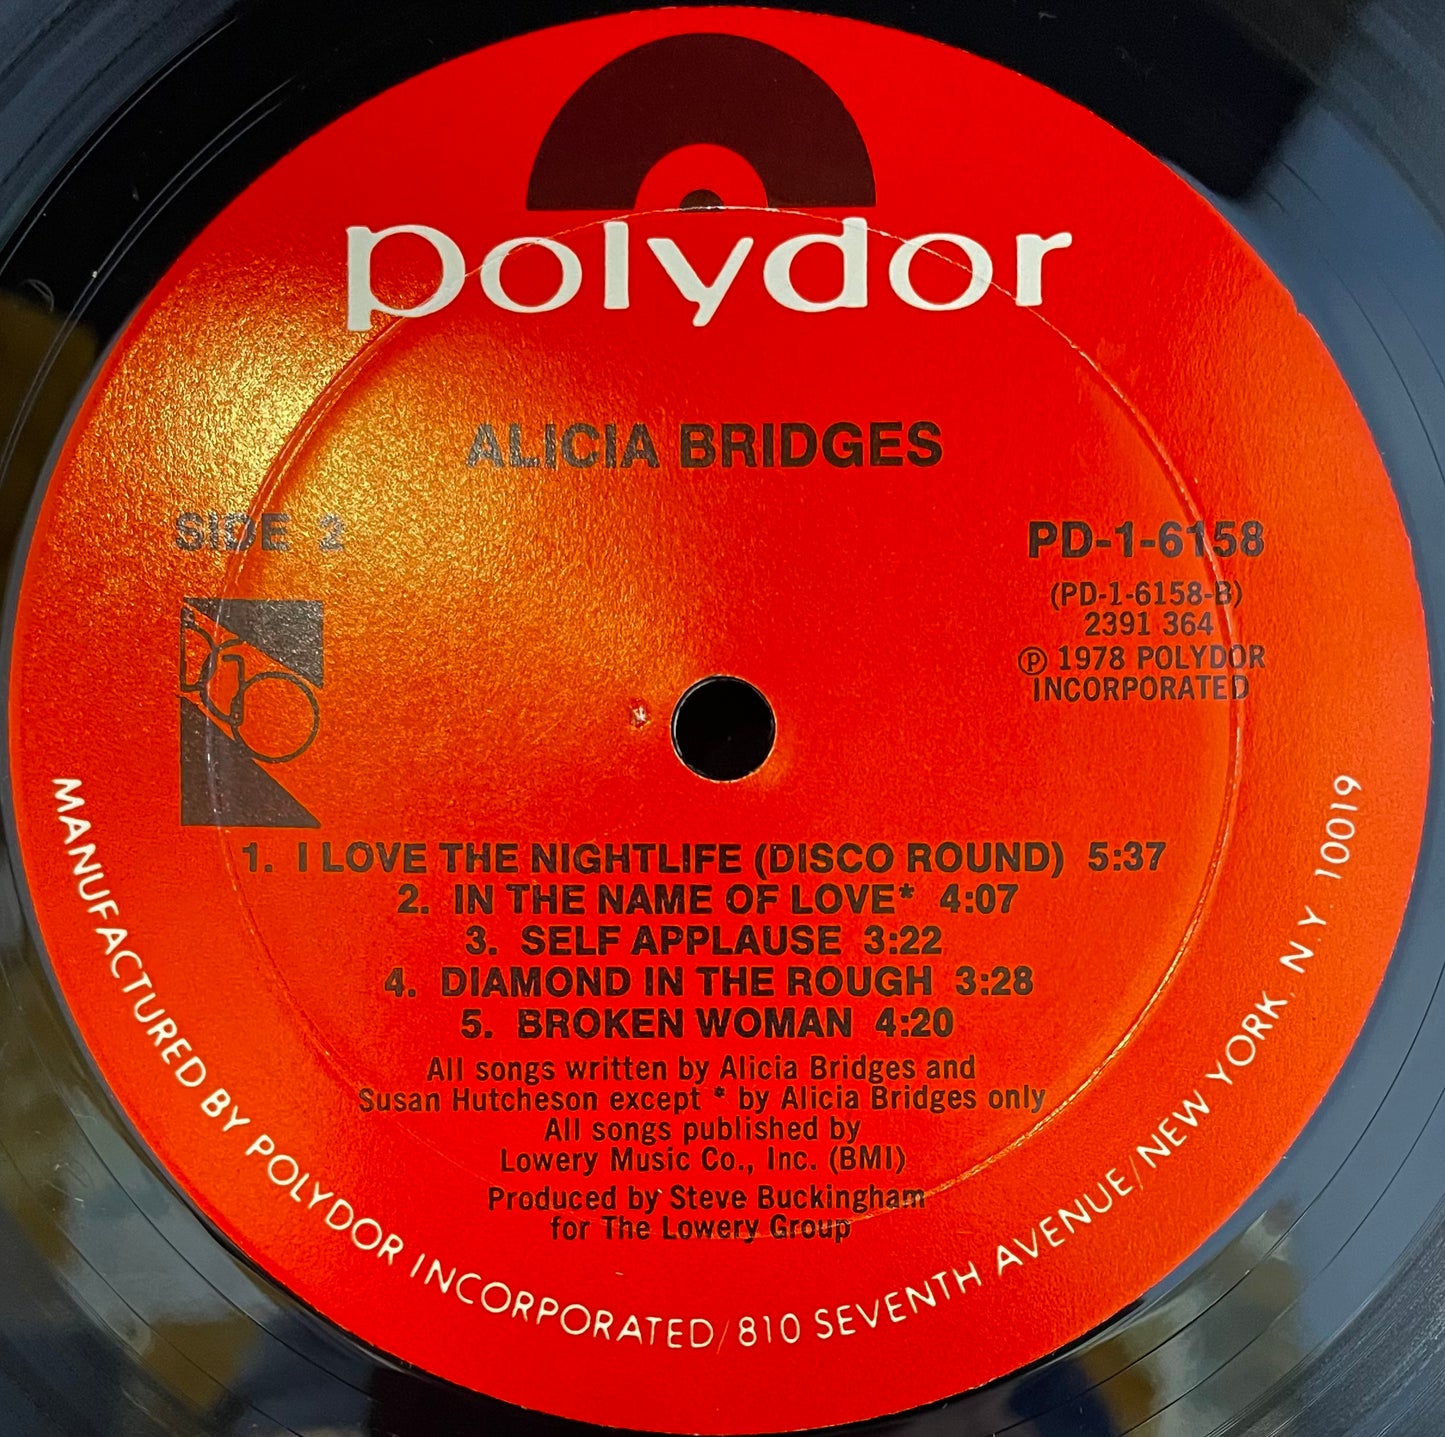 polydor
ALICIA BRIDGES
SIDE 2
PD-1-6158
(PD-1-6158-B)
2391 364
℗ 1978 POLYDOR
INCORPORATED
1. I LOVE THE NIGHTLIFE (DISCO ROUND) 5:37
2. IN THE NAME OF LOVE* 4:07
3. SELF APPLAUSE 3:22
4. DIAMOND IN THE ROUGH 3:28
5. BROKEN WOMAN 4:20
All songs written by Alicia Bridges and
Susan Hutcheson except * by Alicia Bridges only
All songs published by
Lowery Music Co., Inc. (BMI)
Produced by Steve Buckingham
for The Lowery Group
MANUFACTURED BY POLYDOR INCORPORATED/810 SEVENTH AVENUE/NEW YORK, N.Y. 10019